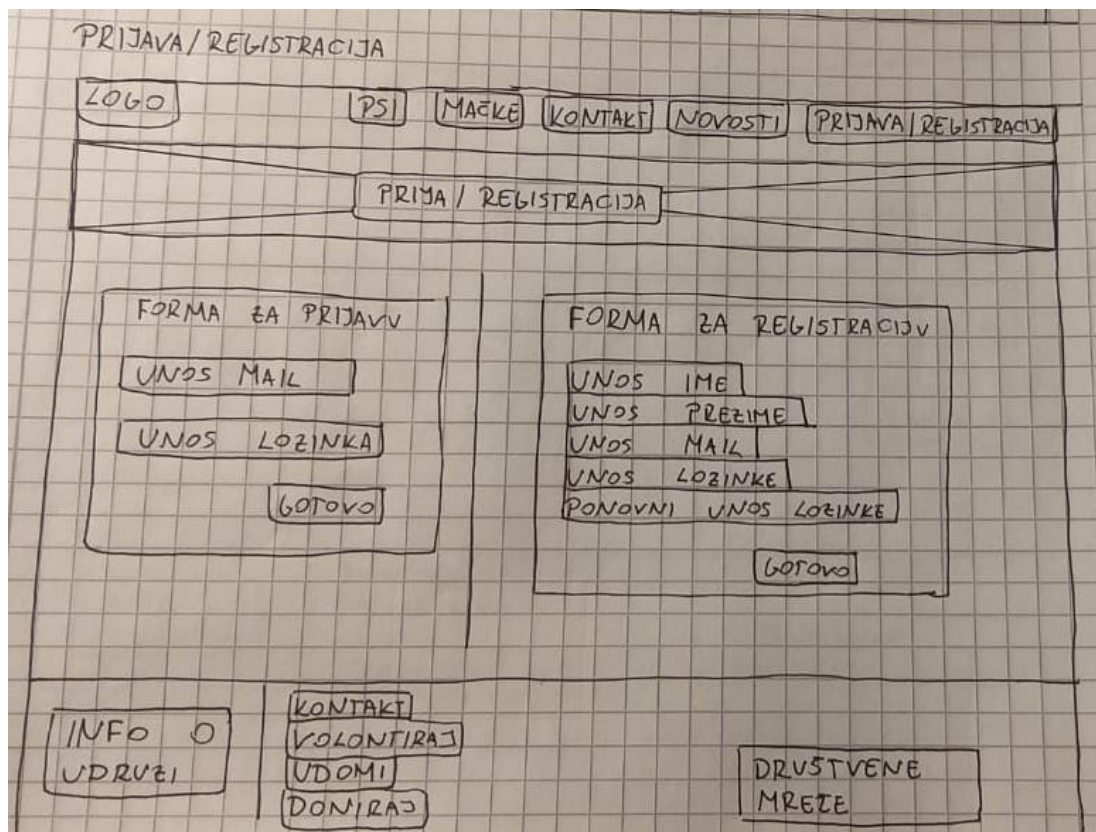 PRIJAVA/REGISTRACIJA
LOGO PSI MAČKE KONTAKT NOVOSTI PRIJAVA/REGISTRACIJA
PRIJA/REGISTRACIJA
FORMA ZA PRIJAVU
UNOS MAIL
UNOS LOZINKA
GOTOVO
FORMA ZA REGISTRACIJU
UNOS IME
UNOS PREZIME
UNOS MAIL
UNOS LOZINKE
PONOVNI UNOS LOZINKE
GOTOVO
INFO O
UDRUZI
KONTAKT
VOLONTIRAJ
UDOMI
DONIRAJ
DRUŠTVENE
MREŽE